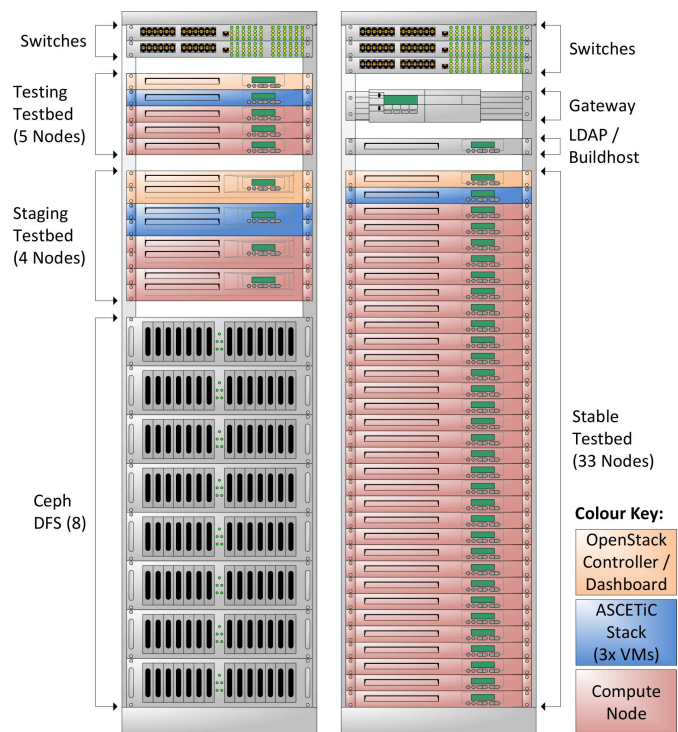 Switches
Testing
Testbed
(5 Nodes)
Staging
Testbed
(4 Nodes)
Ceph
DFS (8)
Switches
Gateway
LDAP /
Buildhost
Stable
Testbed
(33 Nodes)
Colour Key:
OpenStack
Controller /
Dashboard
ASCETiC
Stack
(3x VMs)
Compute
Node